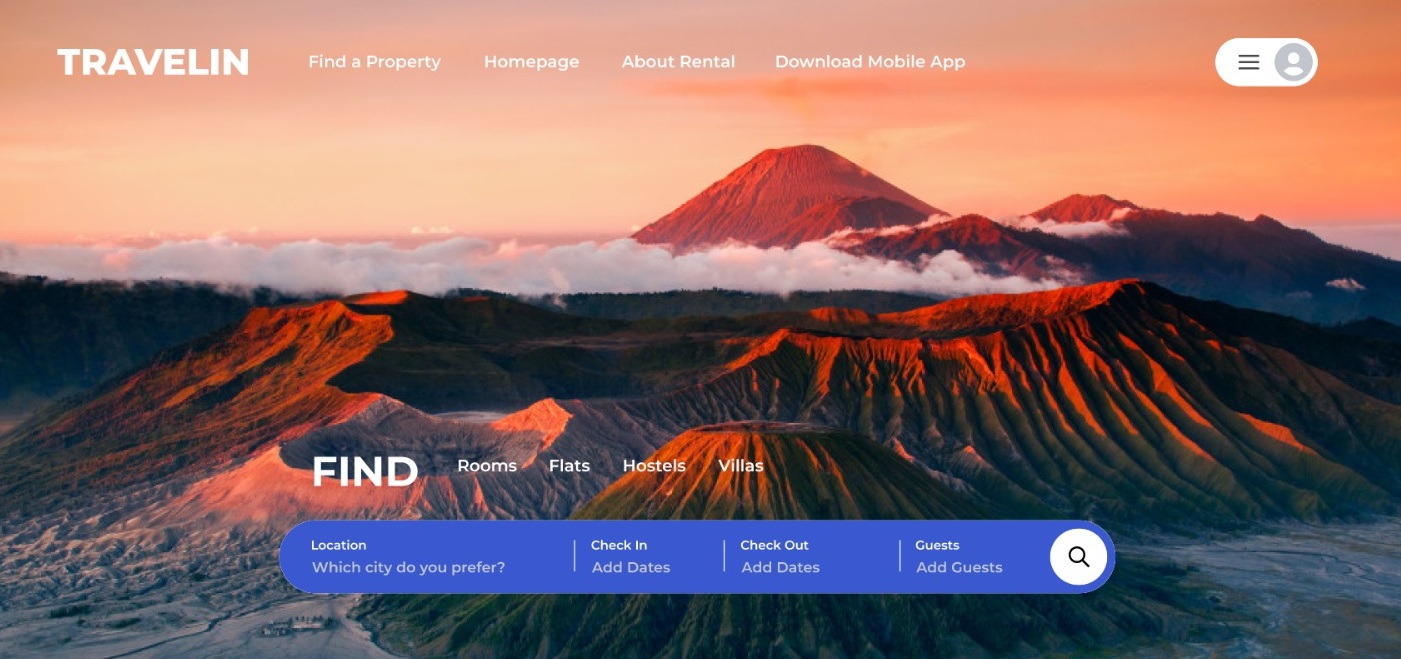 TRAVELIN Find a Property Homepage About Rental Download Mobile App
FIND Rooms Flats Hostels Villas
Location Check In Check Out Guests
Which city do you prefer? Add Dates Add Dates Add Guests